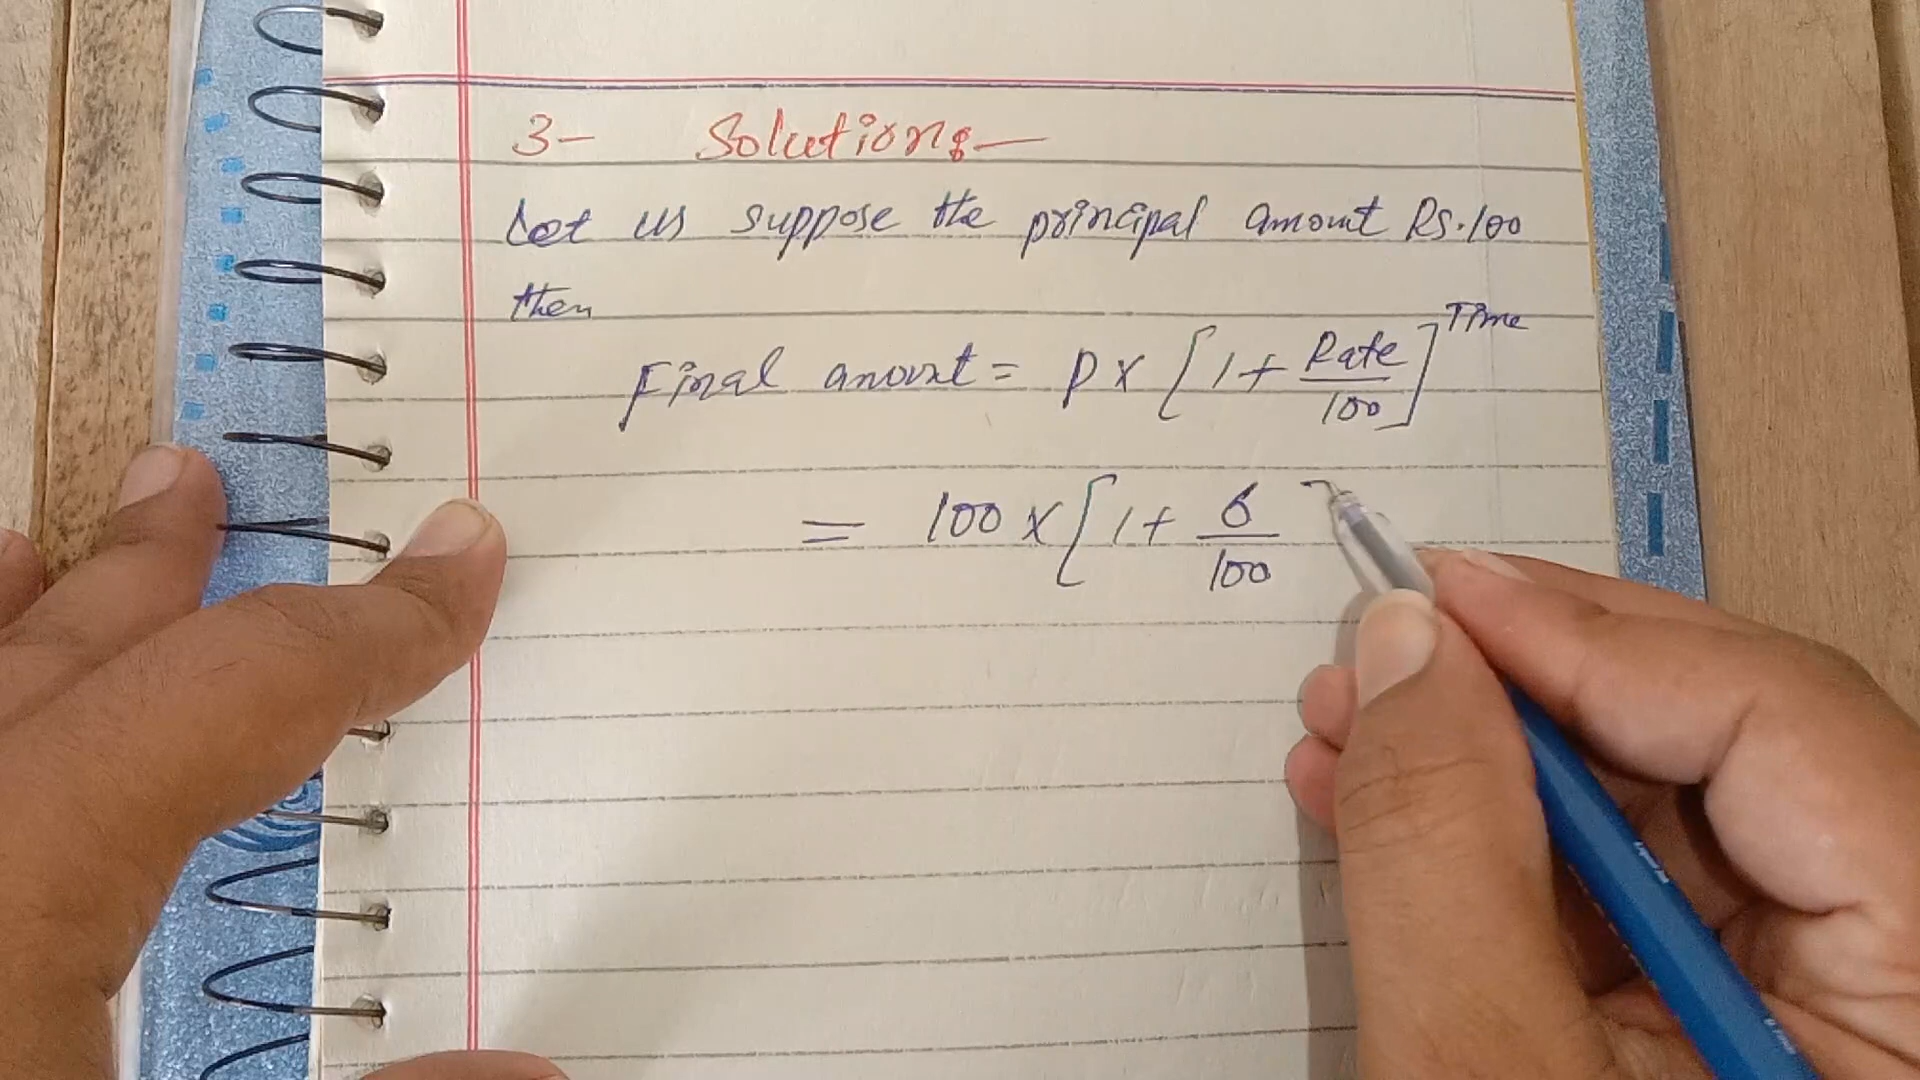 3- Solution:-
Let us suppose the principal amount Rs.100
then
Final amount = P x [1 + Rate/100]^Time
= 100 x [1 + 6/100